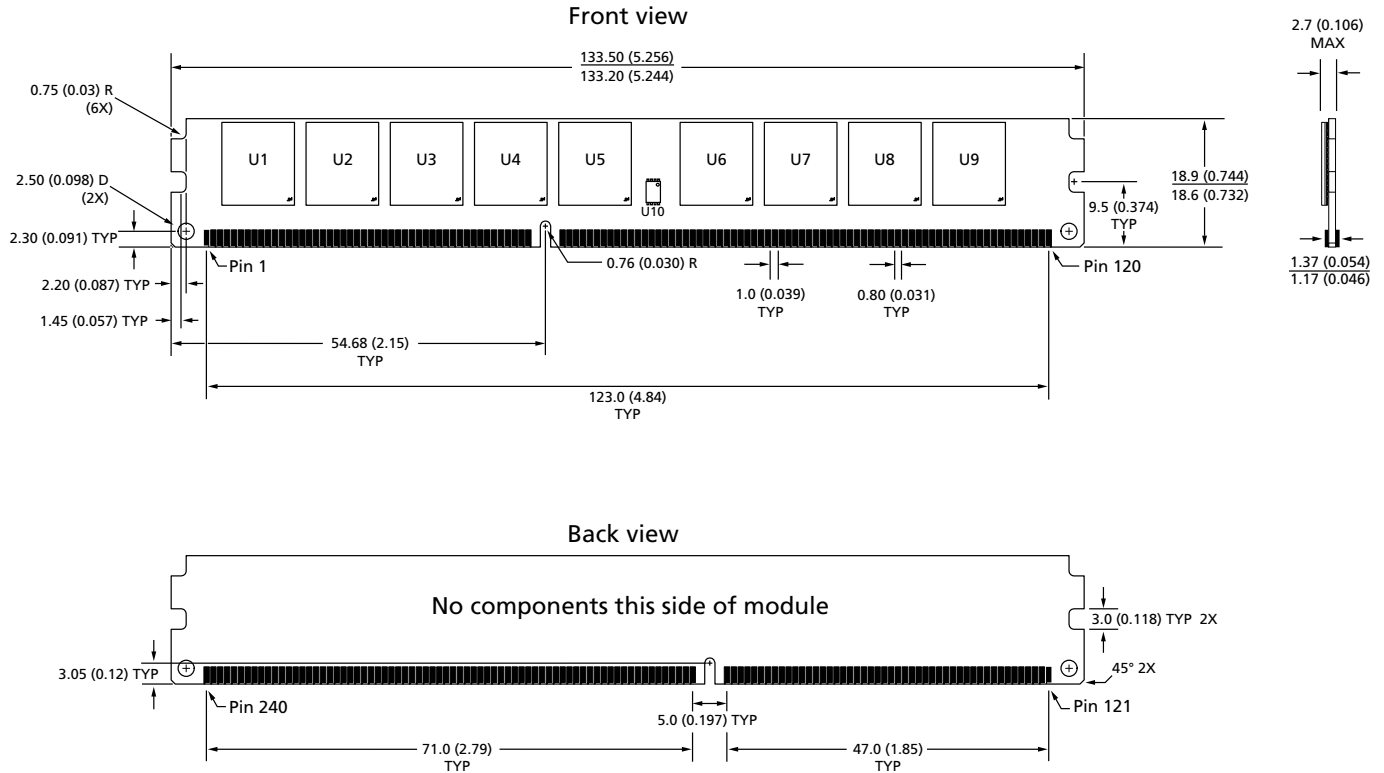 Front view
2.7 (0.106)
MAX
133.50 (5.256)
133.20 (5.244)
0.75 (0.03) R
(6X)
U1
U2
U3
U4
U5
U6
U7
U8
U9
U10
2.50 (0.098) D
(2X)
18.9 (0.744)
18.6 (0.732)
9.5 (0.374)
TYP
2.30 (0.091) TYP
Pin 1
0.76 (0.030) R
Pin 120
1.37 (0.054)
1.17 (0.046)
2.20 (0.087) TYP
1.0 (0.039)
TYP
0.80 (0.031)
TYP
1.45 (0.057) TYP
54.68 (2.15)
TYP
123.0 (4.84)
TYP
Back view
No components this side of module
3.0 (0.118) TYP 2X
3.05 (0.12) TYP
45° 2X
Pin 240
Pin 121
5.0 (0.197) TYP
71.0 (2.79)
TYP
47.0 (1.85)
TYP